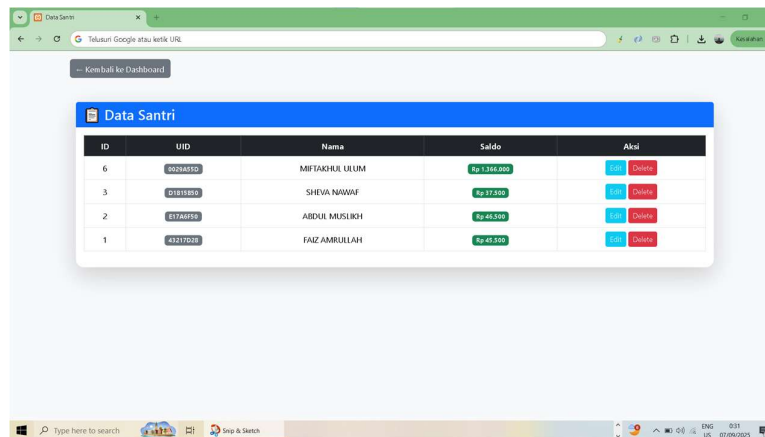 Data Santri
Telusuri Google atau ketik URL
Kesalahan
← Kembali ke Dashboard
Data Santri
ID UID Nama Saldo Aksi
6 0029A55D MIFTAKHUL ULUM Rp 1,366,000 Edit Delete
3 D1B15850 SHEVA NAWAF Rp 37.500 Edit Delete
2 E17A6F50 ABDUL MUSLIKH Rp 46.500 Edit Delete
1 43217D28 FAIZ AMRULLAH Rp 45.500 Edit Delete
Type here to search
Snip & Sketch
ENG 0:31
US 07/09/2025